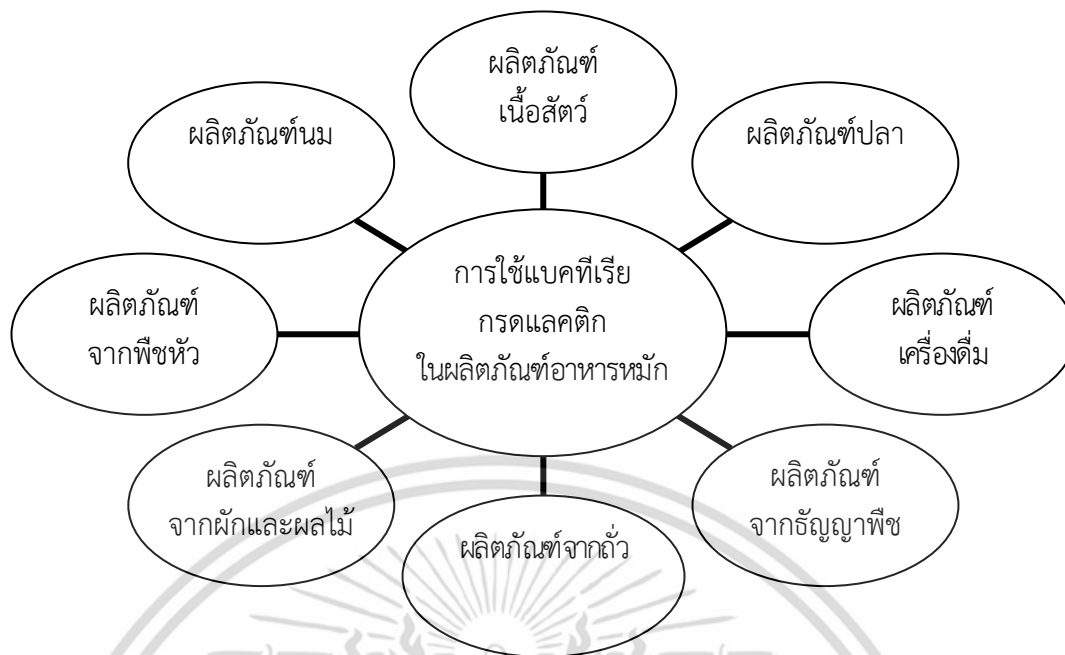 ผลิตภัณฑ์
เนื้อสัตว์
ผลิตภัณฑ์นม
ผลิตภัณฑ์ปลา
การใช้แบคทีเรีย
กรดแลคติก
ในผลิตภัณฑ์อาหารหมัก
ผลิตภัณฑ์
จากพืชหัว
ผลิตภัณฑ์
เครื่องดื่ม
ผลิตภัณฑ์
จากผักและผลไม้
ผลิตภัณฑ์จากถั่ว
ผลิตภัณฑ์
จากธัญญาพืช